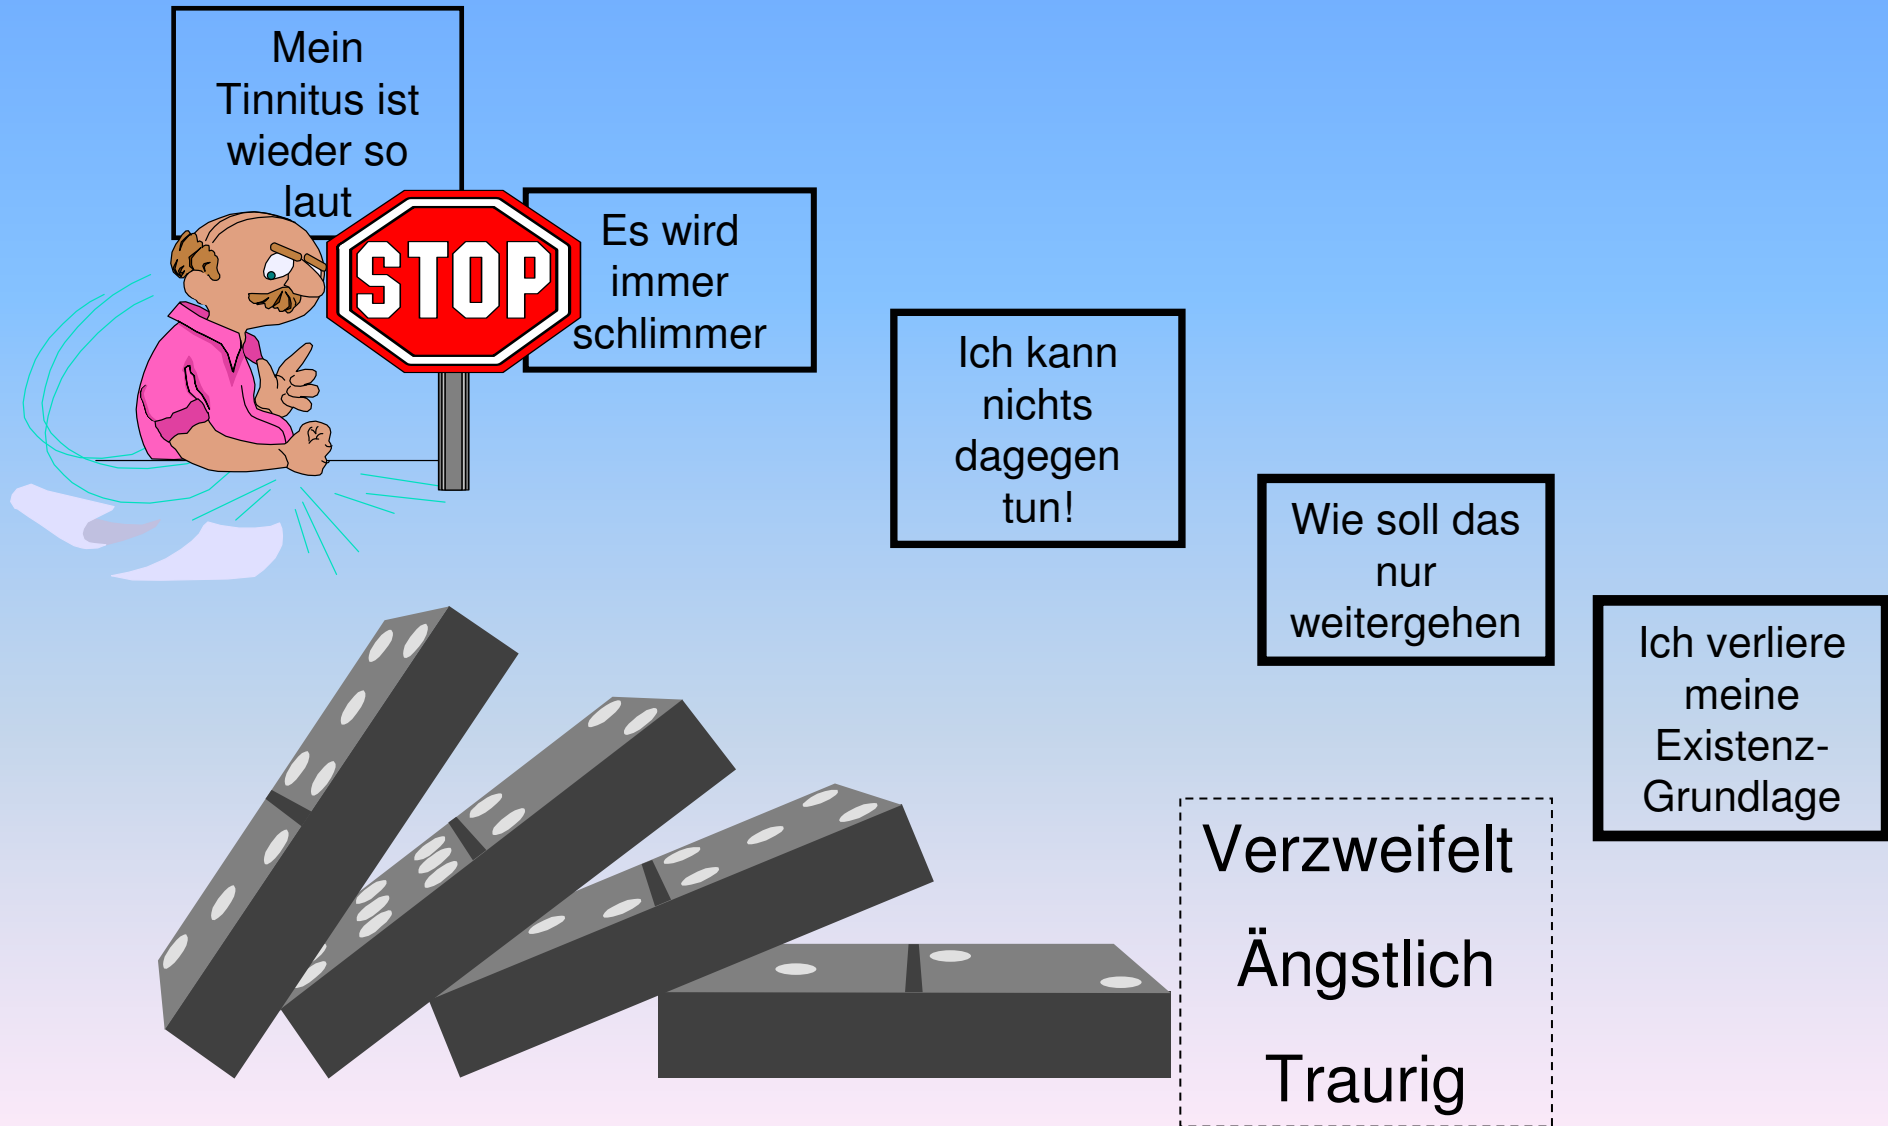 Mein
Tinnitus ist
wieder so
laut
STOP
Es wird
immer
schlimmer
Ich kann
nichts
dagegen
tun!
Wie soll das
nur
weitergehen
Ich verliere
meine
Existenz-
Grundlage
Verzweifelt
Ängstlich
Traurig